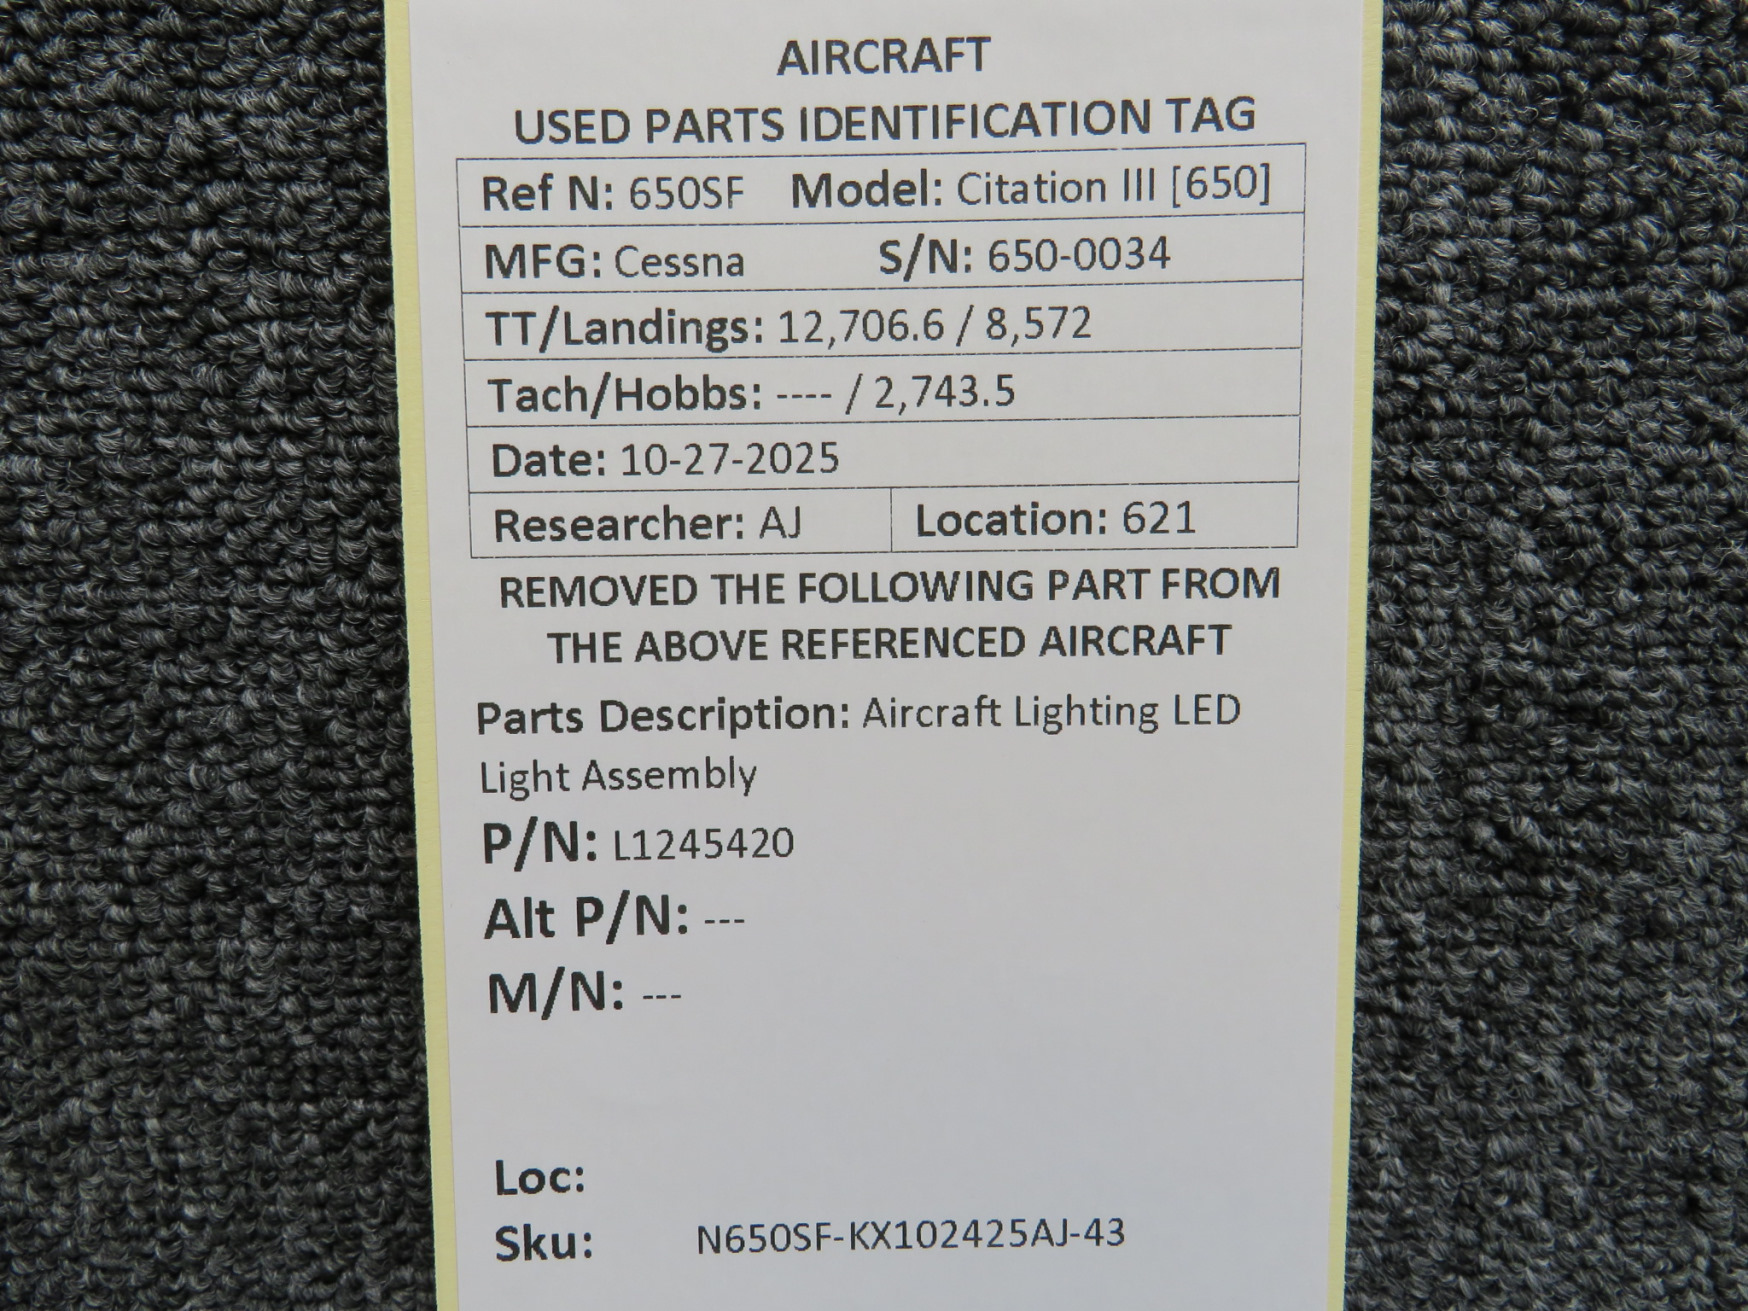 AIRCRAFT
USED PARTS IDENTIFICATION TAG
Ref N: 650SF Model: Citation III [650]
MFG: Cessna S/N: 650-0034
TT/Landings: 12,706.6 / 8,572
Tach/Hobbs: ---- / 2,743.5
Date: 10-27-2025
Researcher: AJ Location: 621
REMOVED THE FOLLOWING PART FROM
THE ABOVE REFERENCED AIRCRAFT
Parts Description: Aircraft Lighting LED
Light Assembly
P/N: L1245420
Alt P/N: ---
M/N: ---
Loc:
Sku: N650SF-KX102425AJ-43